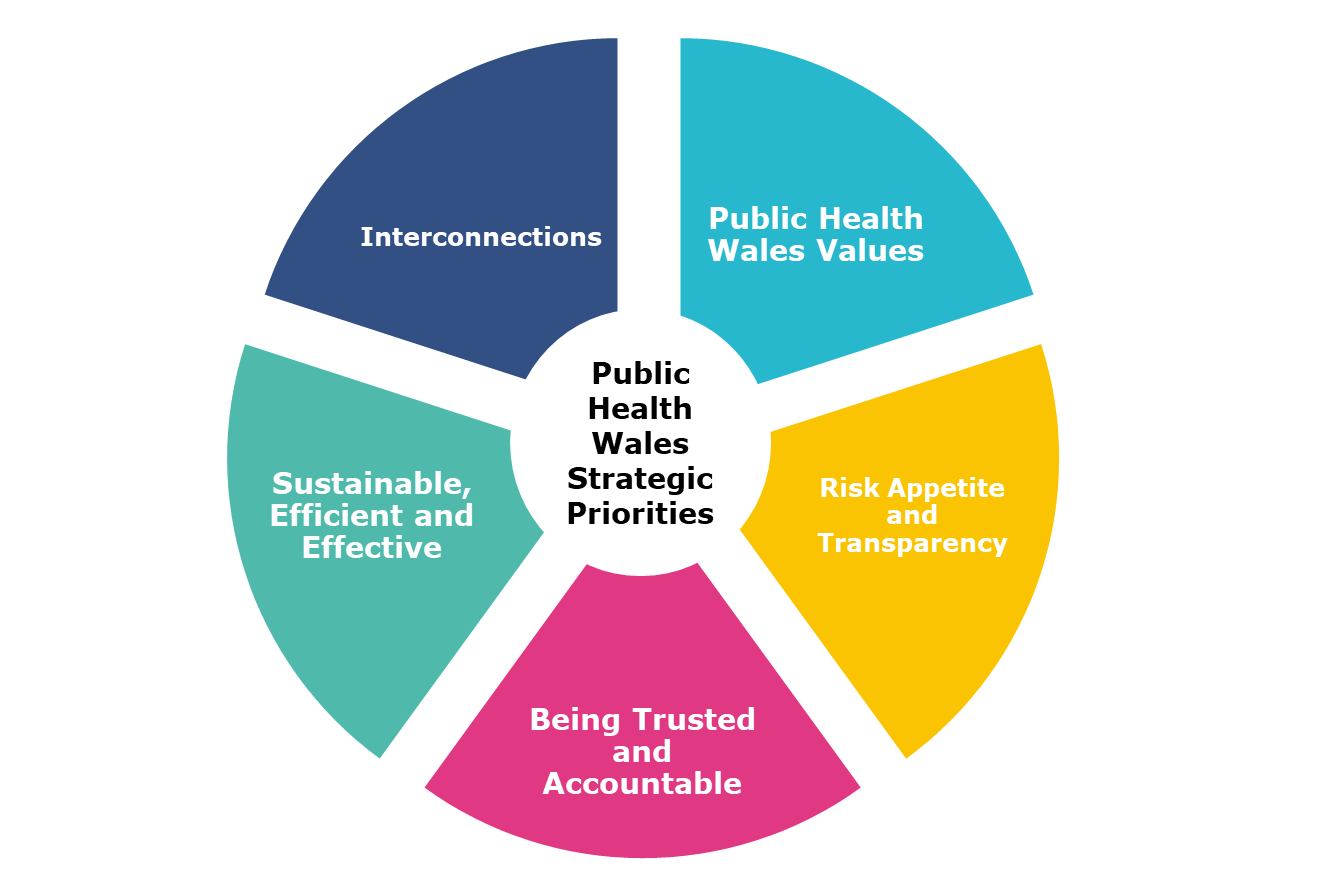 Interconnections
Public Health
Wales Values
Public
Health
Wales
Strategic
Priorities
Sustainable,
Efficient and
Effective
Risk Appetite
and
Transparency
Being Trusted
and
Accountable